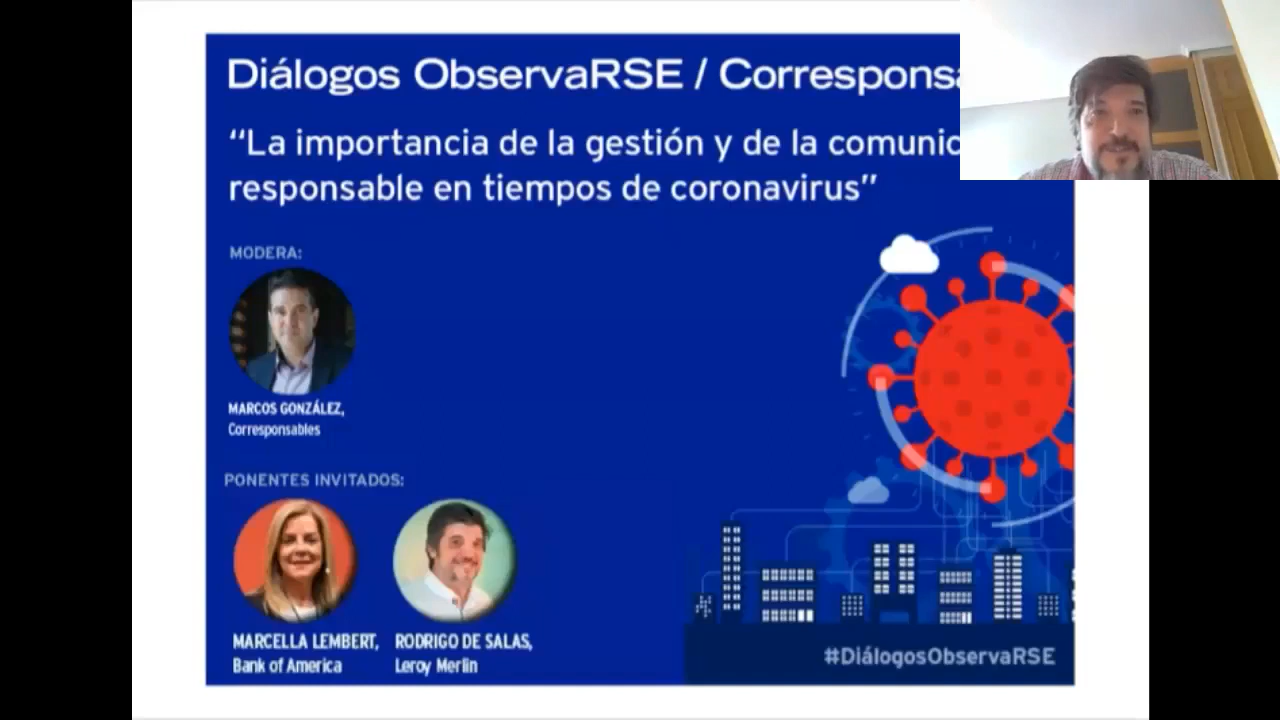 Diálogos ObservaRSE / Corresponsa
“La importancia de la gestión y de la comunic
responsable en tiempos de coronavirus”
MODERA:
MARCOS GONZÁLEZ,
Corresponsables
PONENTES INVITADOS:
MARCELLA LEMBERT,
Bank of America
RODRIGO DE SALAS,
Leroy Merlin
#DiálogosObservaRSE